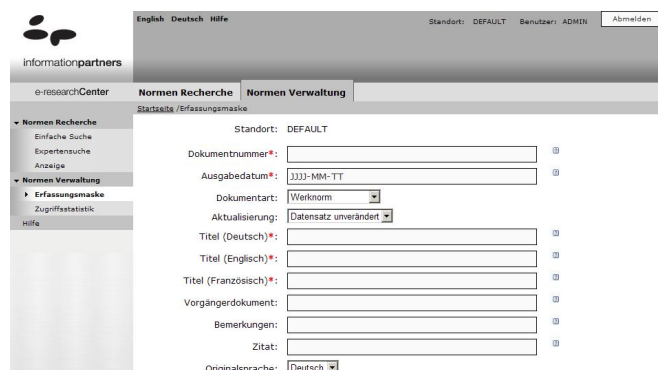 English Deutsch Hilfe
Standort: DEFAULT Benutzer: ADMIN
Abmelden
informationpartners
e-researchCenter
Normen Recherche Normen Verwaltung
Startseite /Erfassungsmaske
Normen Recherche
Einfache Suche
Expertensuche
Anzeige
Normen Verwaltung
Erfassungsmaske
Zugriffsstatistik
Hilfe
Standort: DEFAULT
Dokumentnummer*:
Ausgabedatum*: JJJJ-MM-TT
Dokumentart: Werknorm
Aktualisierung: Datensatz unverändert
Titel (Deutsch)*:
Titel (Englisch)*:
Titel (Französisch)*:
Vorgängerdokument:
Bemerkungen:
Zitat:
Originalsprache: Deutsch